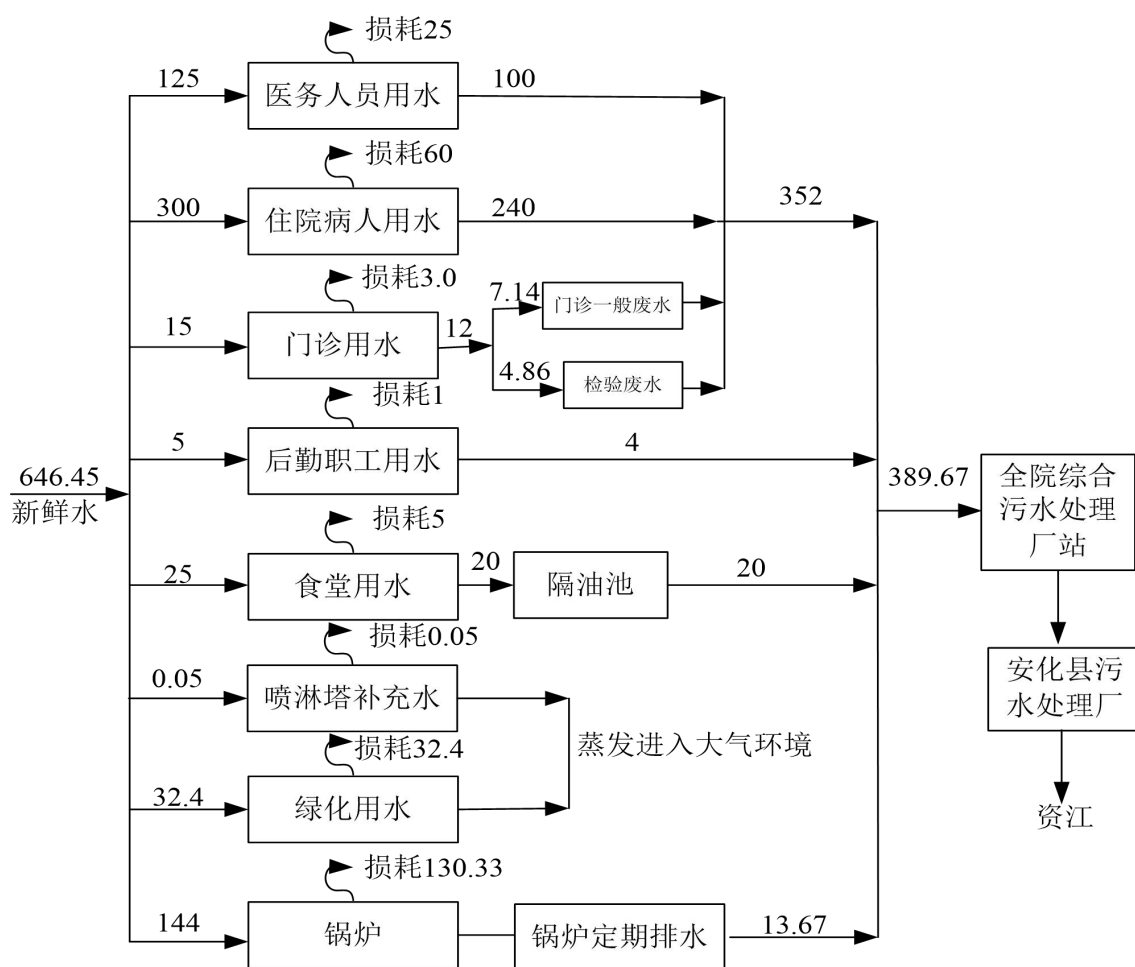 损耗25
125
医务人员用水
100
损耗60
300
住院病人用水
240
352
损耗3.0
15
门诊用水
12
7.14
门诊一般废水
4.86
检验废水
损耗1
5
后勤职工用水
4
646.45
新鲜水
389.67
全院综合
污水处理
厂站
损耗5
25
食堂用水
20
隔油池
20
损耗0.05
0.05
喷淋塔补充水
安化县污
水处理厂
损耗32.4
蒸发进入大气环境
32.4
绿化用水
资江
损耗130.33
144
锅炉
锅炉定期排水
13.67